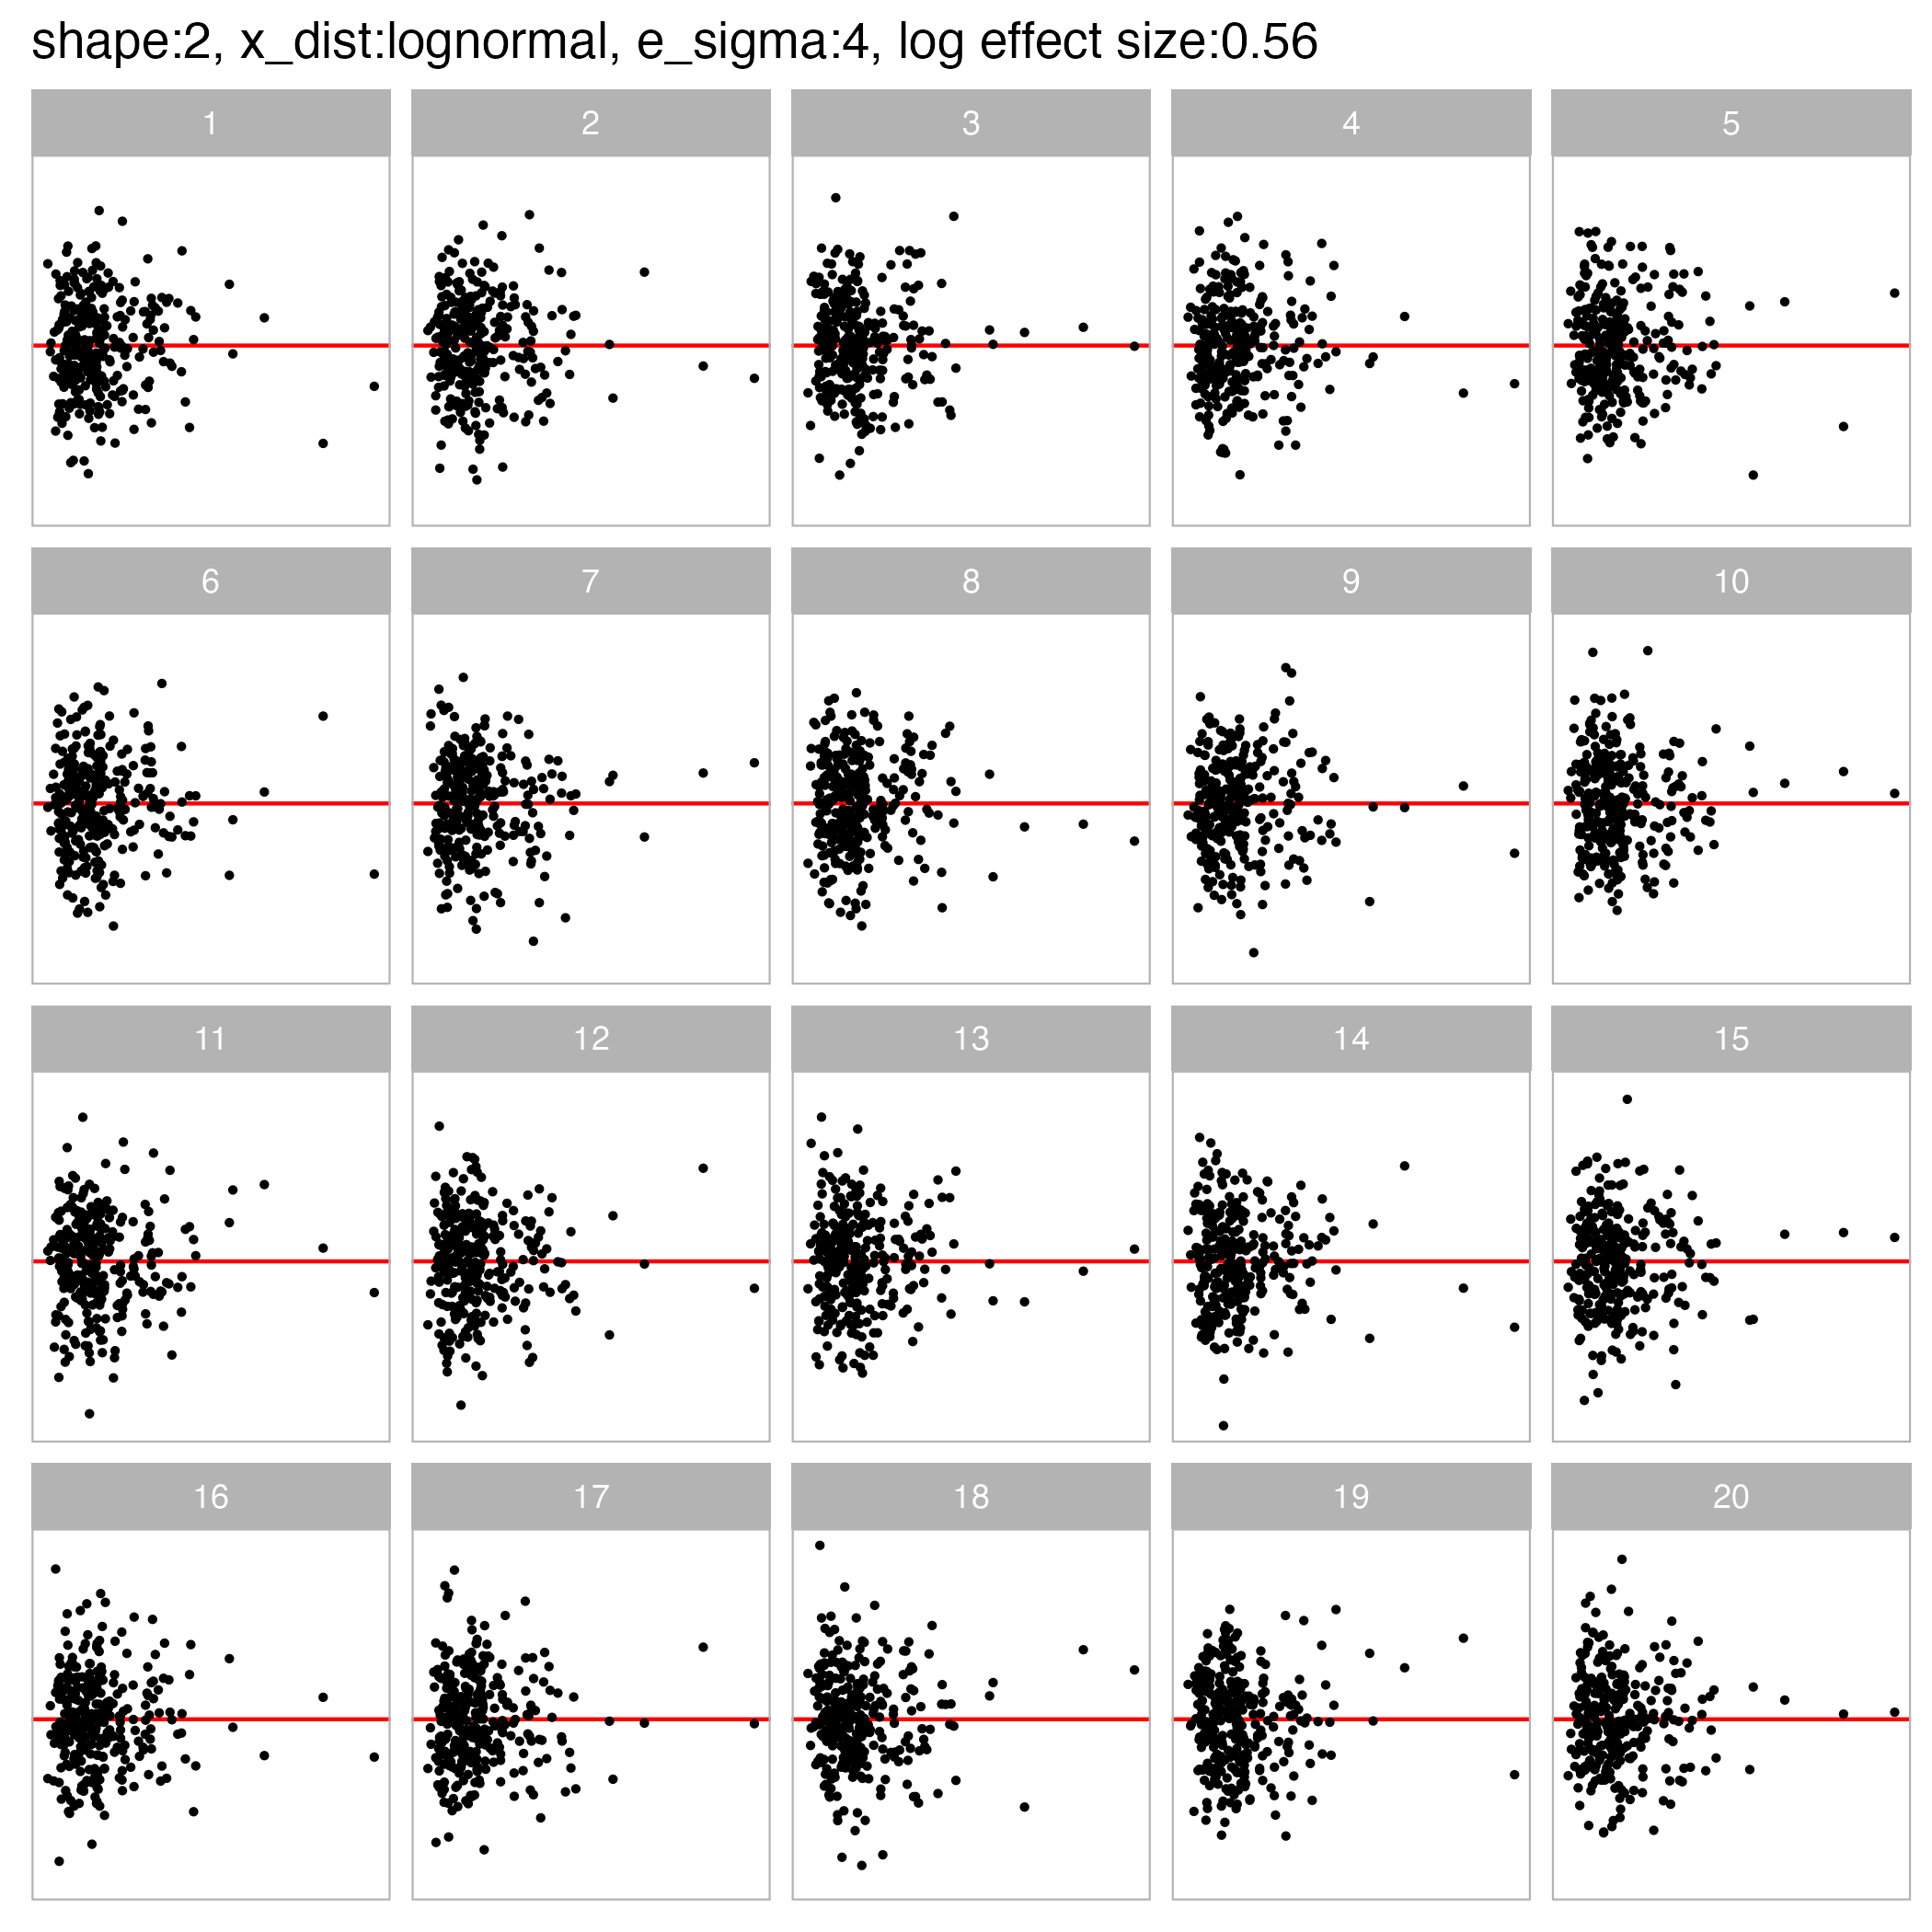 shape:2, x_dist:lognormal, e_sigma:4, log effect size:0.56
1 2 3 4 5
6 7 8 9 10
11 12 13 14 15
16 17 18 19 20